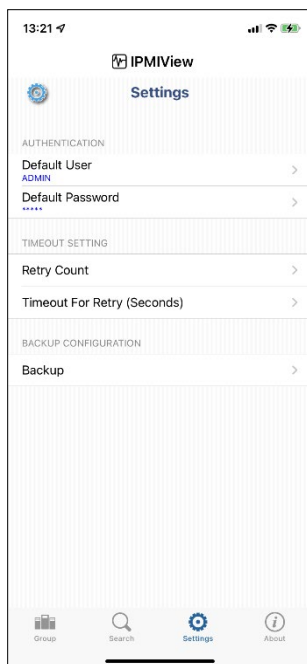 13:21
IPMIView
Settings
AUTHENTICATION
Default User
ADMIN
Default Password
*****
TIMEOUT SETTING
Retry Count
Timeout For Retry (Seconds)
BACKUP CONFIGURATION
Backup
Group Search Settings About